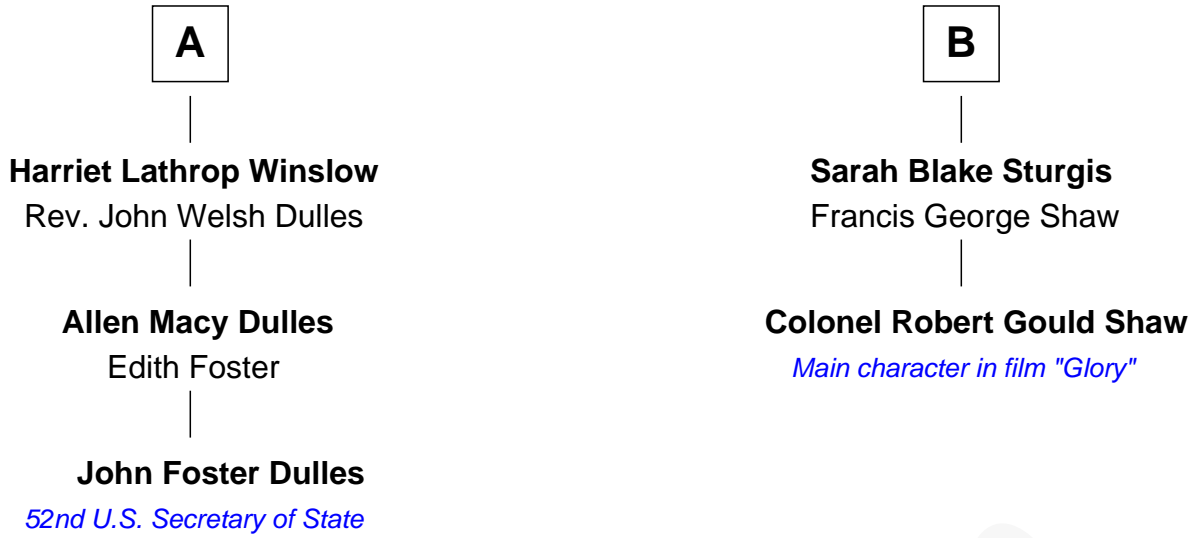 A
Harriet Lathrop Winslow
Rev. John Welsh Dulles
Allen Macy Dulles
Edith Foster
John Foster Dulles
52nd U.S. Secretary of State
B
Sarah Blake Sturgis
Francis George Shaw
Colonel Robert Gould Shaw
Main character in film "Glory"